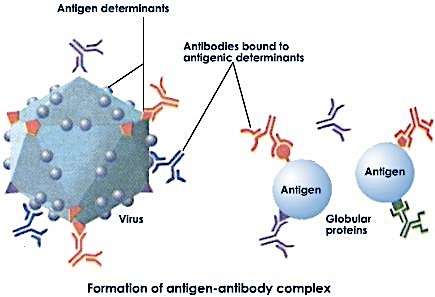 Antigen determinants
Antibodies bound to
antigenic determinants
Antigen
Antigen
Virus
Globular
proteins
Formation of antigen-antibody complex